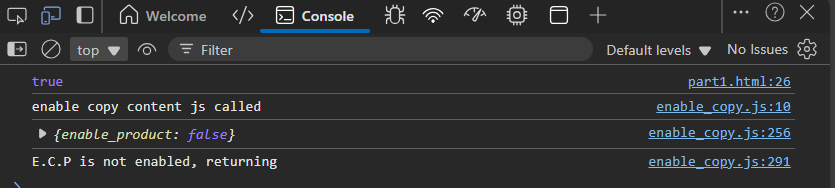 Welcome Console
top Filter Default levels No Issues
true part1.html:26
enable copy content js called enable_copy.js:10
{enable_product: false} enable_copy.js:256
E.C.P is not enabled, returning enable_copy.js:291